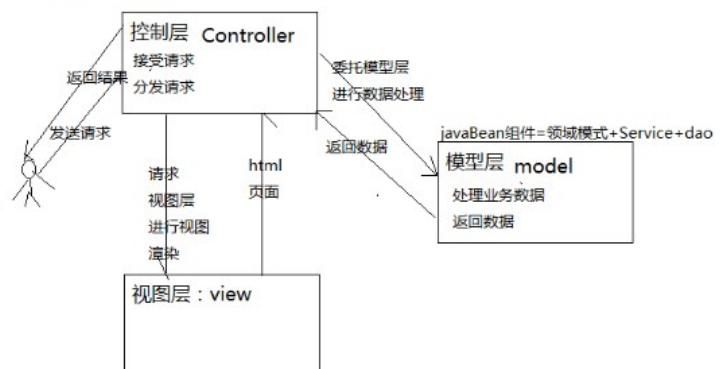 控制层 Controller
接受请求
分发请求
返回结果
发送请求
委托模型层
进行数据处理
返回数据
javaBean组件=领域模式+Service+dao
模型层 model
处理业务数据
返回数据
请求
视图层
进行视图
渲染
html
页面
视图层：view